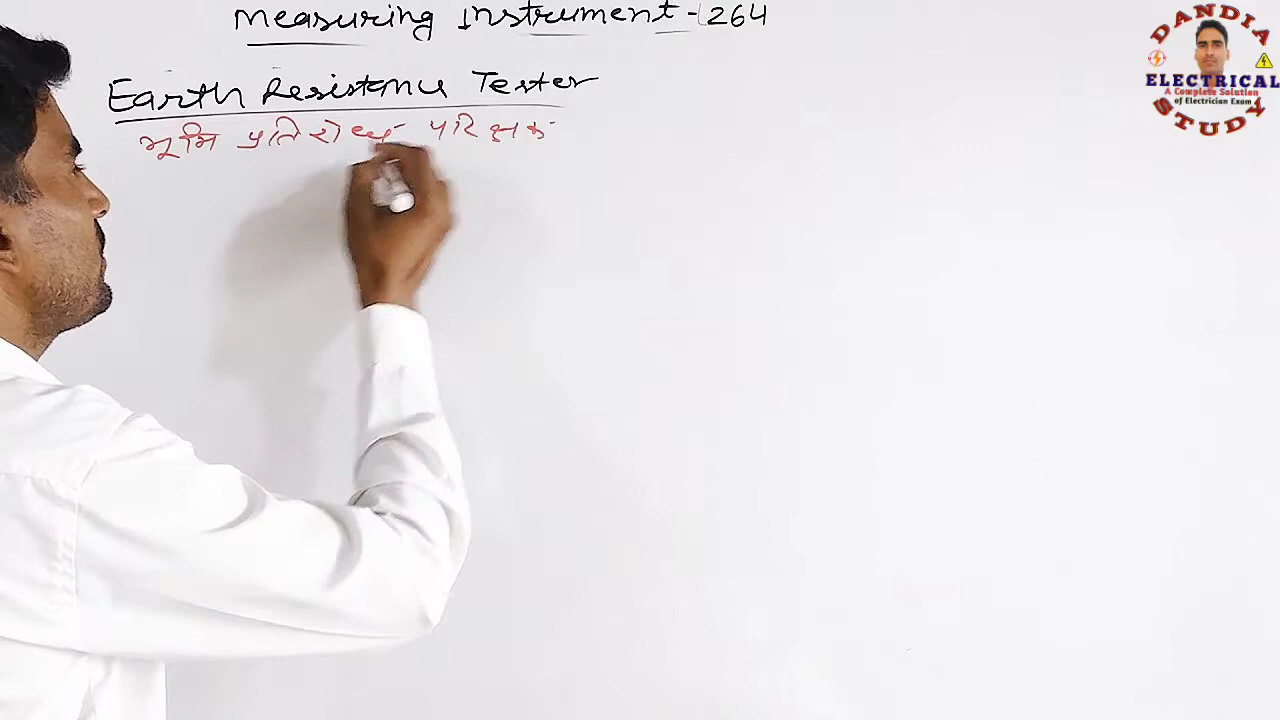 Measuring Instrument - 264
Earth Resistance Tester
भूमि प्रतिरोध परिक्षक
DANDIA
ELECTRICAL
A Complete Solution
of Electrician Exam
STUDY